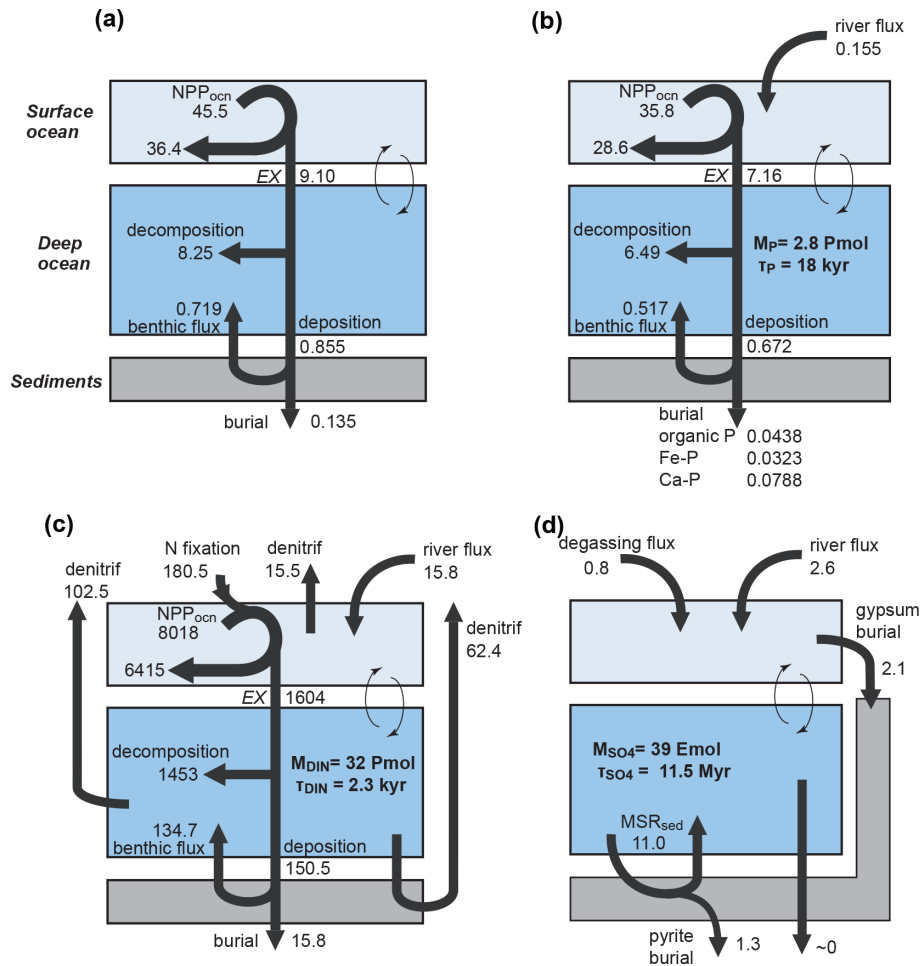 (a)
Surface
ocean
NPPocn
45.5
36.4
EX 9.10
Deep
ocean
decomposition
8.25
0.719
benthic flux
deposition
0.855
Sediments
burial 0.135
(b)
river flux
0.155
NPPocn
35.8
28.6
EX 7.16
decomposition
6.49
MP= 2.8 Pmol
τP = 18 kyr
0.517
benthic flux
deposition
0.672
burial
organic P 0.0438
Fe-P 0.0323
Ca-P 0.0788
(c)
denitrif
102.5
N fixation
180.5
denitrif
15.5
river flux
15.8
NPPocn
8018
6415
denitrif
62.4
EX 1604
decomposition
1453
MDIN= 32 Pmol
τDIN = 2.3 kyr
134.7
benthic flux
deposition
150.5
burial 15.8
(d)
degassing flux
0.8
river flux
2.6
gypsum
burial
2.1
MSO4= 39 Emol
τSO4 = 11.5 Myr
MSRsed
11.0
pyrite
burial
1.3
~0